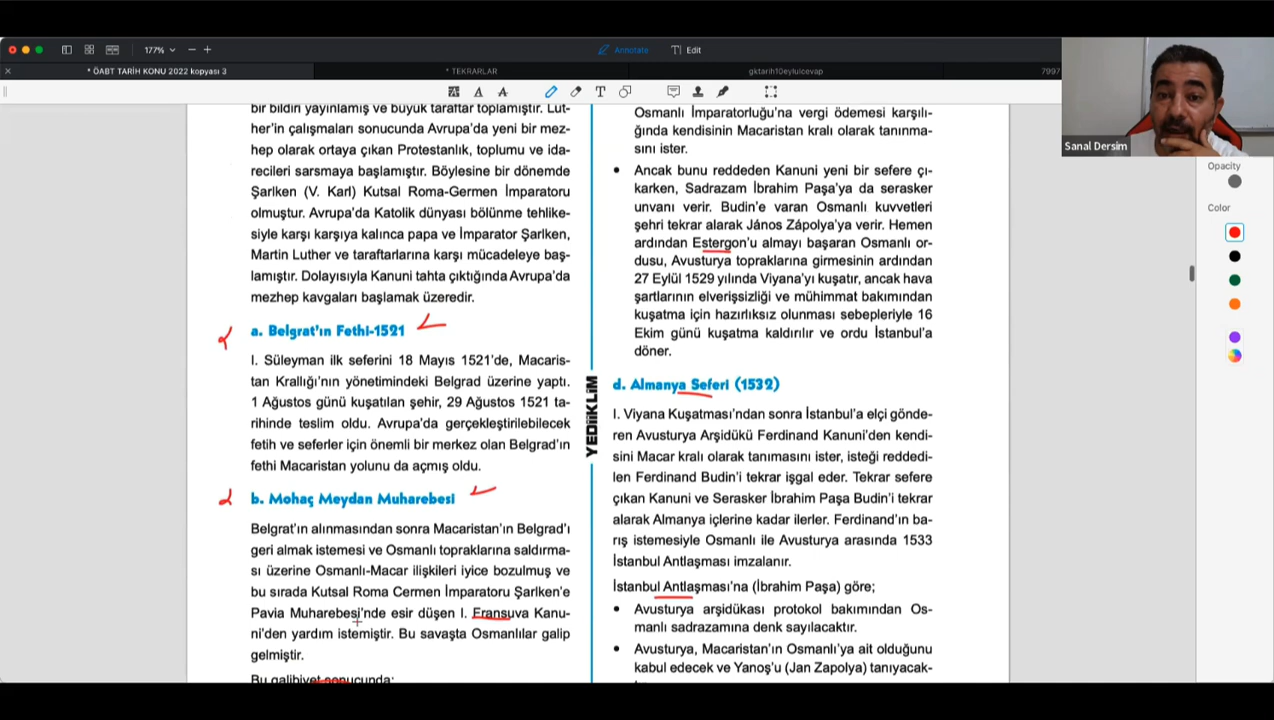 177%
Annotate
Edit
* ÖABT TARİH KONU 2022 kopyası 3
* TEKRARLAR
gktarih10eylulcevap
7997
Sanal Dersim
Opacity
Color
bir bildiri yayınlamış ve büyük taraftar toplamıştır. Lut-
her’in çalışmaları sonucunda Avrupa’da yeni bir mez-
hep olarak ortaya çıkan Protestanlık, toplumu ve ida-
recileri sarsmaya başlamıştır. Böylesine bir dönemde
Şarlken (V. Karl) Kutsal Roma-Germen İmparatoru
olmuştur. Avrupa’da Katolik dünyası bölünme tehlike-
siyle karşı karşıya kalınca papa ve İmparator Şarlken,
Martin Luther ve taraftarlarına karşı mücadeleye baş-
lamıştır. Dolayısıyla Kanuni tahta çıktığında Avrupa’da
mezhep kavgaları başlamak üzeredir.
a. Belgrat’ın Fethi-1521
I. Süleyman ilk seferini 18 Mayıs 1521’de, Macaris-
tan Krallığı’nın yönetimindeki Belgrad üzerine yaptı.
1 Ağustos günü kuşatılan şehir, 29 Ağustos 1521 ta-
rihinde teslim oldu. Avrupa’da gerçekleştirilebilecek
fetih ve seferler için önemli bir merkez olan Belgrad’ın
fethi Macaristan yolunu da açmış oldu.
b. Mohaç Meydan Muharebesi
Belgrat’ın alınmasından sonra Macaristan’ın Belgrad’ı
geri almak istemesi ve Osmanlı topraklarına saldırma-
sı üzerine Osmanlı-Macar ilişkileri iyice bozulmuş ve
bu sırada Kutsal Roma Cermen İmparatoru Şarlken’e
Pavia Muharebesi’nde esir düşen I. Fransuva Kanu-
ni’den yardım istemiştir. Bu savaşta Osmanlılar galip
gelmiştir.
Bu galibiyet sonucunda:
YEDİİKLİM
Osmanlı İmparatorluğu’na vergi ödemesi karşılı-
ğında kendisinin Macaristan kralı olarak tanınma-
sını ister.
• Ancak bunu reddeden Kanuni yeni bir sefere çı-
karken, Sadrazam İbrahim Paşa’ya da serasker
unvanı verir. Budin’e varan Osmanlı kuvvetleri
şehri tekrar alarak János Zápolya’ya verir. Hemen
ardından Estergon’u almayı başaran Osmanlı or-
dusu, Avusturya topraklarına girmesinin ardından
27 Eylül 1529 yılında Viyana’yı kuşatır, ancak hava
şartlarının elverişsizliği ve mühimmat bakımından
kuşatma için hazırlıksız olunması sebepleriyle 16
Ekim günü kuşatma kaldırılır ve ordu İstanbul’a
döner.
d. Almanya Seferi (1532)
I. Viyana Kuşatması’ndan sonra İstanbul’a elçi gönde-
ren Avusturya Arşidükü Ferdinand Kanuni’den kendi-
sini Macar kralı olarak tanımasını ister, isteği reddedi-
len Ferdinand Budin’i tekrar işgal eder. Tekrar sefere
çıkan Kanuni ve Serasker İbrahim Paşa Budin’i tekrar
alarak Almanya içlerine kadar ilerler. Ferdinand’ın ba-
rış istemesiyle Osmanlı ile Avusturya arasında 1533
İstanbul Antlaşması imzalanır.
İstanbul Antlaşması’na (İbrahim Paşa) göre;
• Avusturya arşidükası protokol bakımından Os-
manlı sadrazamına denk sayılacaktır.
• Avusturya, Macaristan’ın Osmanlı’ya ait olduğunu
kabul edecek ve Yanoş’u (Jan Zapolya) tanıyacak-